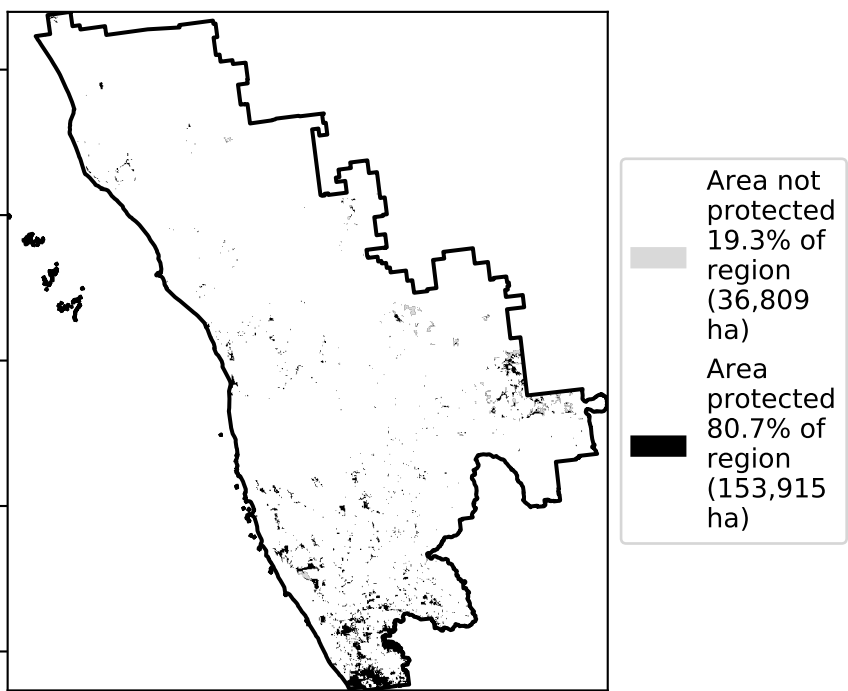 Area not
protected
19.3% of
region
(36,809
ha)
Area
protected
80.7% of
region
(153,915
ha)